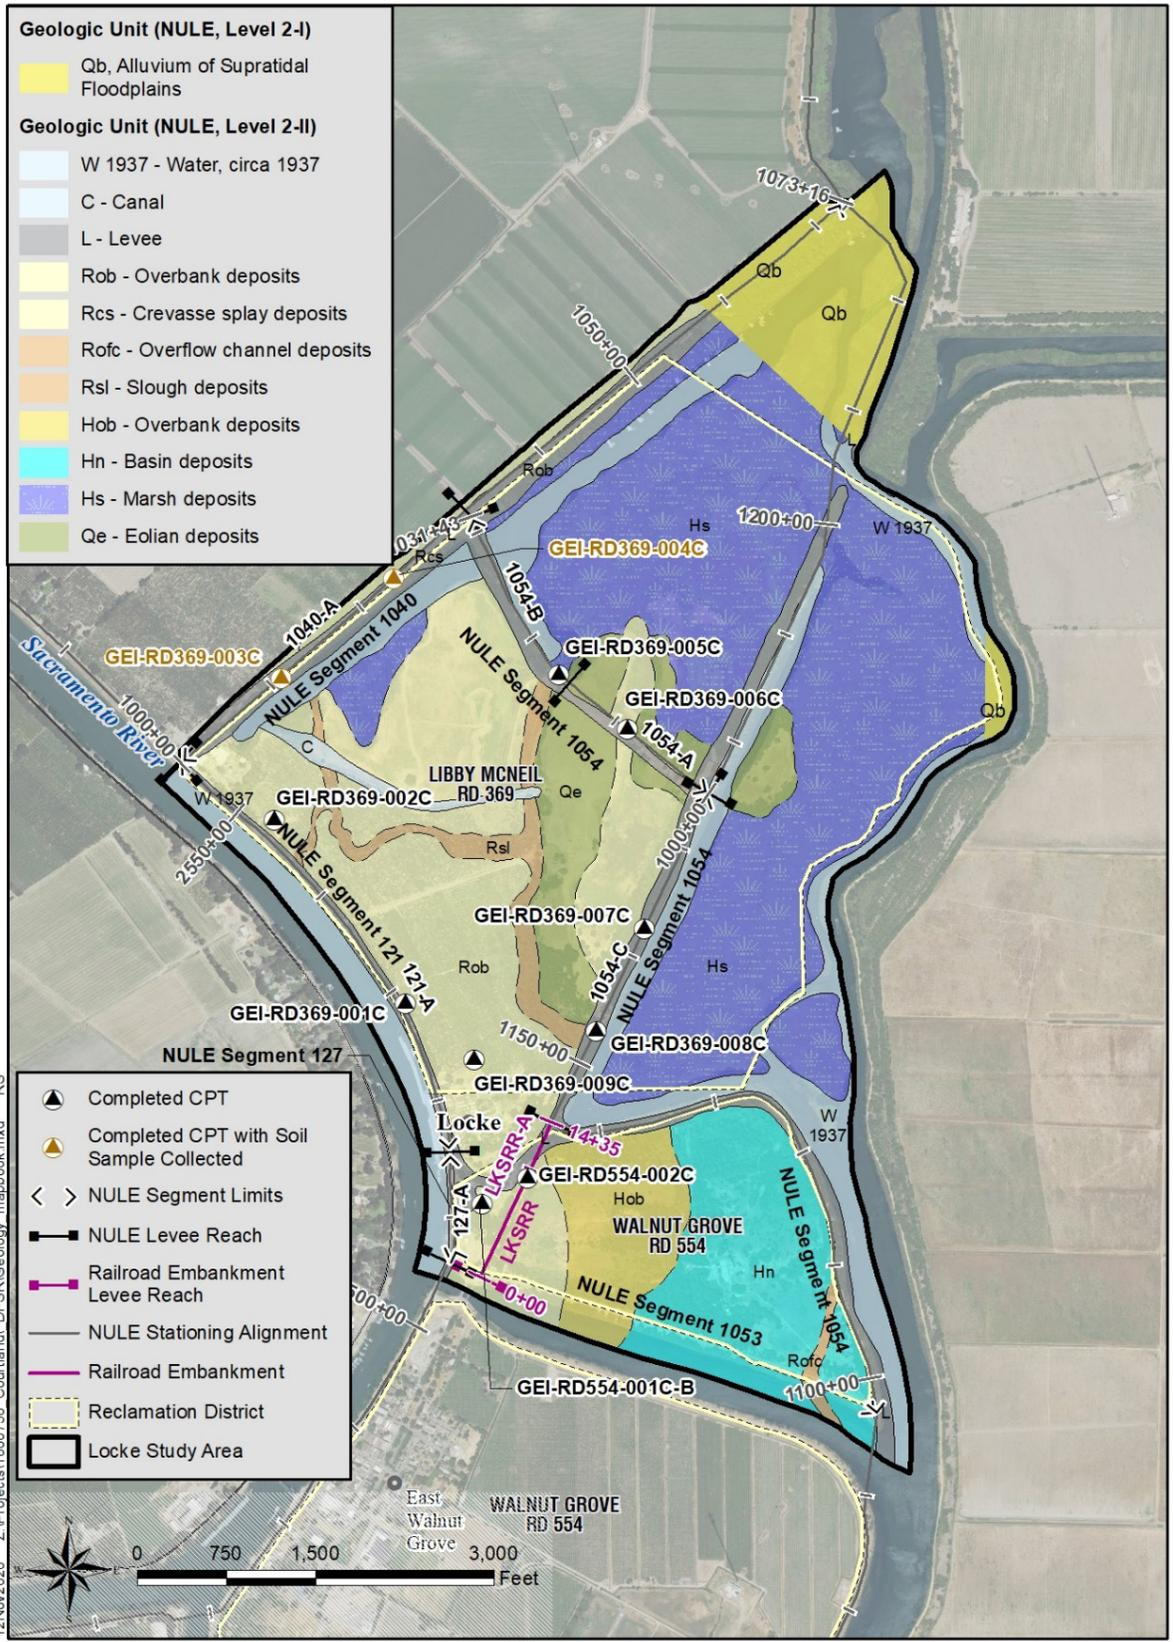 Geologic Unit (NULE, Level 2-I)
Qb, Alluvium of Supratidal
Floodplains
Geologic Unit (NULE, Level 2-II)
W 1937 - Water, circa 1937
C - Canal
L - Levee
Rob - Overbank deposits
Rcs - Crevasse splay deposits
Rofc - Overflow channel deposits
Rsl - Slough deposits
Hob - Overbank deposits
Hn - Basin deposits
Hs - Marsh deposits
Qe - Eolian deposits
1073+16
Qb
Qb
1050+00
Rob
L
Hs
1200+00
W 1937
L
Rcs
GEI-RD369-004C
1054-B
1040-A
NULE Segment 1040
GEI-RD369-003C
Sacramento River
1000+00
GEI-RD369-005C
NULE Segment 1054
GEI-RD369-006C
1054-A
Qb
C
LIBBY MCNEIL
RD 369
Qe
W 1937
GEI-RD369-002C
2550+00
1000+00
NULE Segment 121
Rsl
NULE Segment 1054
GEI-RD369-007C
Rob
Hs
1054-C
121-A
GEI-RD369-001C
1150+00
GEI-RD369-008C
NULE Segment 127
GEI-RD369-009C
Locke
W
1937
LKSRR-A
14+35
GEI-RD554-002C
127-A
LKSRR
Hob
WALNUT GROVE
RD 554
Hn
NULE Segment 1054
0+00
NULE Segment 1053
Rofc
1100+00
L
GEI-RD554-001C-B
Completed CPT
Completed CPT with Soil
Sample Collected
NULE Segment Limits
NULE Levee Reach
Railroad Embankment
Levee Reach
NULE Stationing Alignment
Railroad Embankment
Reclamation District
Locke Study Area
East
Walnut
Grove
WALNUT GROVE
RD 554
N
W
E
S
0
750
1,500
3,000
Feet